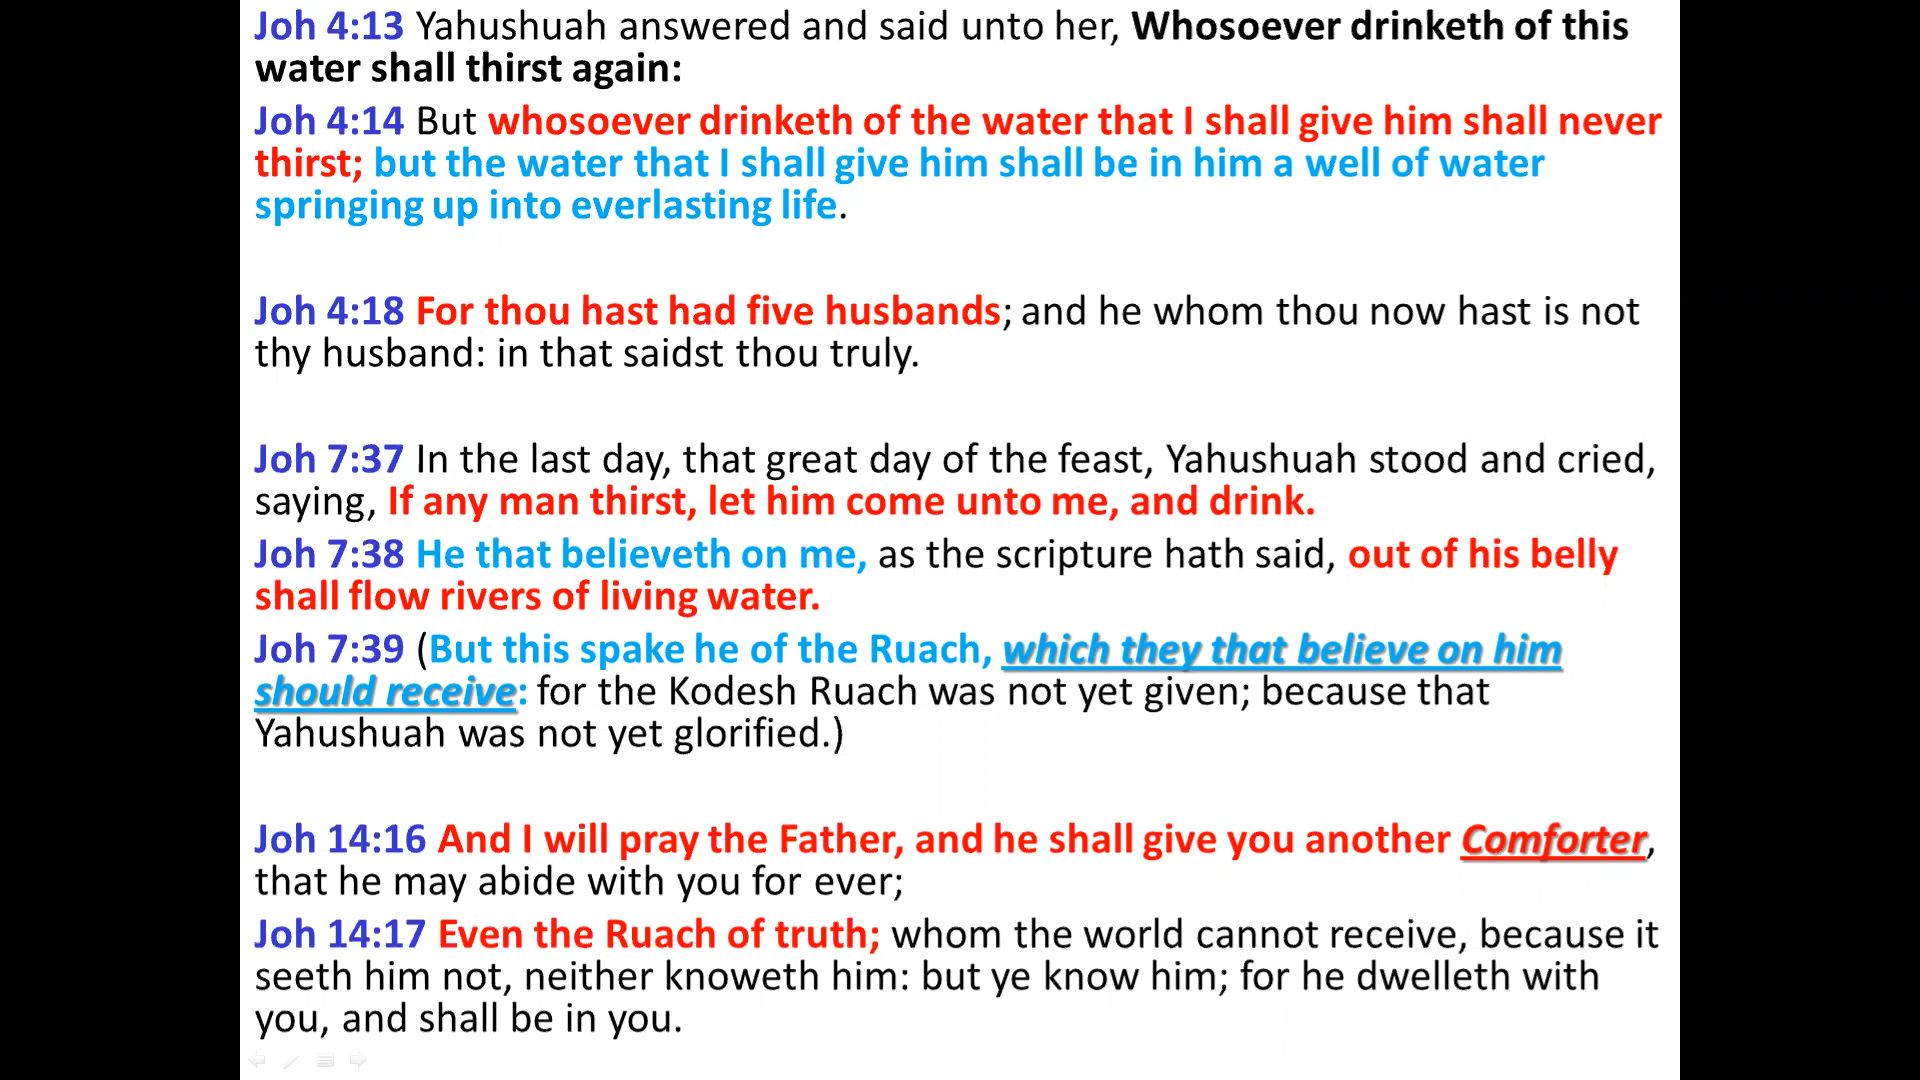 Joh 4:13 Yahushuah answered and said unto her, Whosoever drinketh of this
water shall thirst again:
Joh 4:14 But whosoever drinketh of the water that I shall give him shall never
thirst; but the water that I shall give him shall be in him a well of water
springing up into everlasting life.
Joh 4:18 For thou hast had five husbands; and he whom thou now hast is not
thy husband: in that saidst thou truly.
Joh 7:37 In the last day, that great day of the feast, Yahushuah stood and cried,
saying, If any man thirst, let him come unto me, and drink.
Joh 7:38 He that believeth on me, as the scripture hath said, out of his belly
shall flow rivers of living water.
Joh 7:39 (But this spake he of the Ruach, which they that believe on him
should receive: for the Kodesh Ruach was not yet given; because that
Yahushuah was not yet glorified.)
Joh 14:16 And I will pray the Father, and he shall give you another Comforter,
that he may abide with you for ever;
Joh 14:17 Even the Ruach of truth; whom the world cannot receive, because it
seeth him not, neither knoweth him: but ye know him; for he dwelleth with
you, and shall be in you.